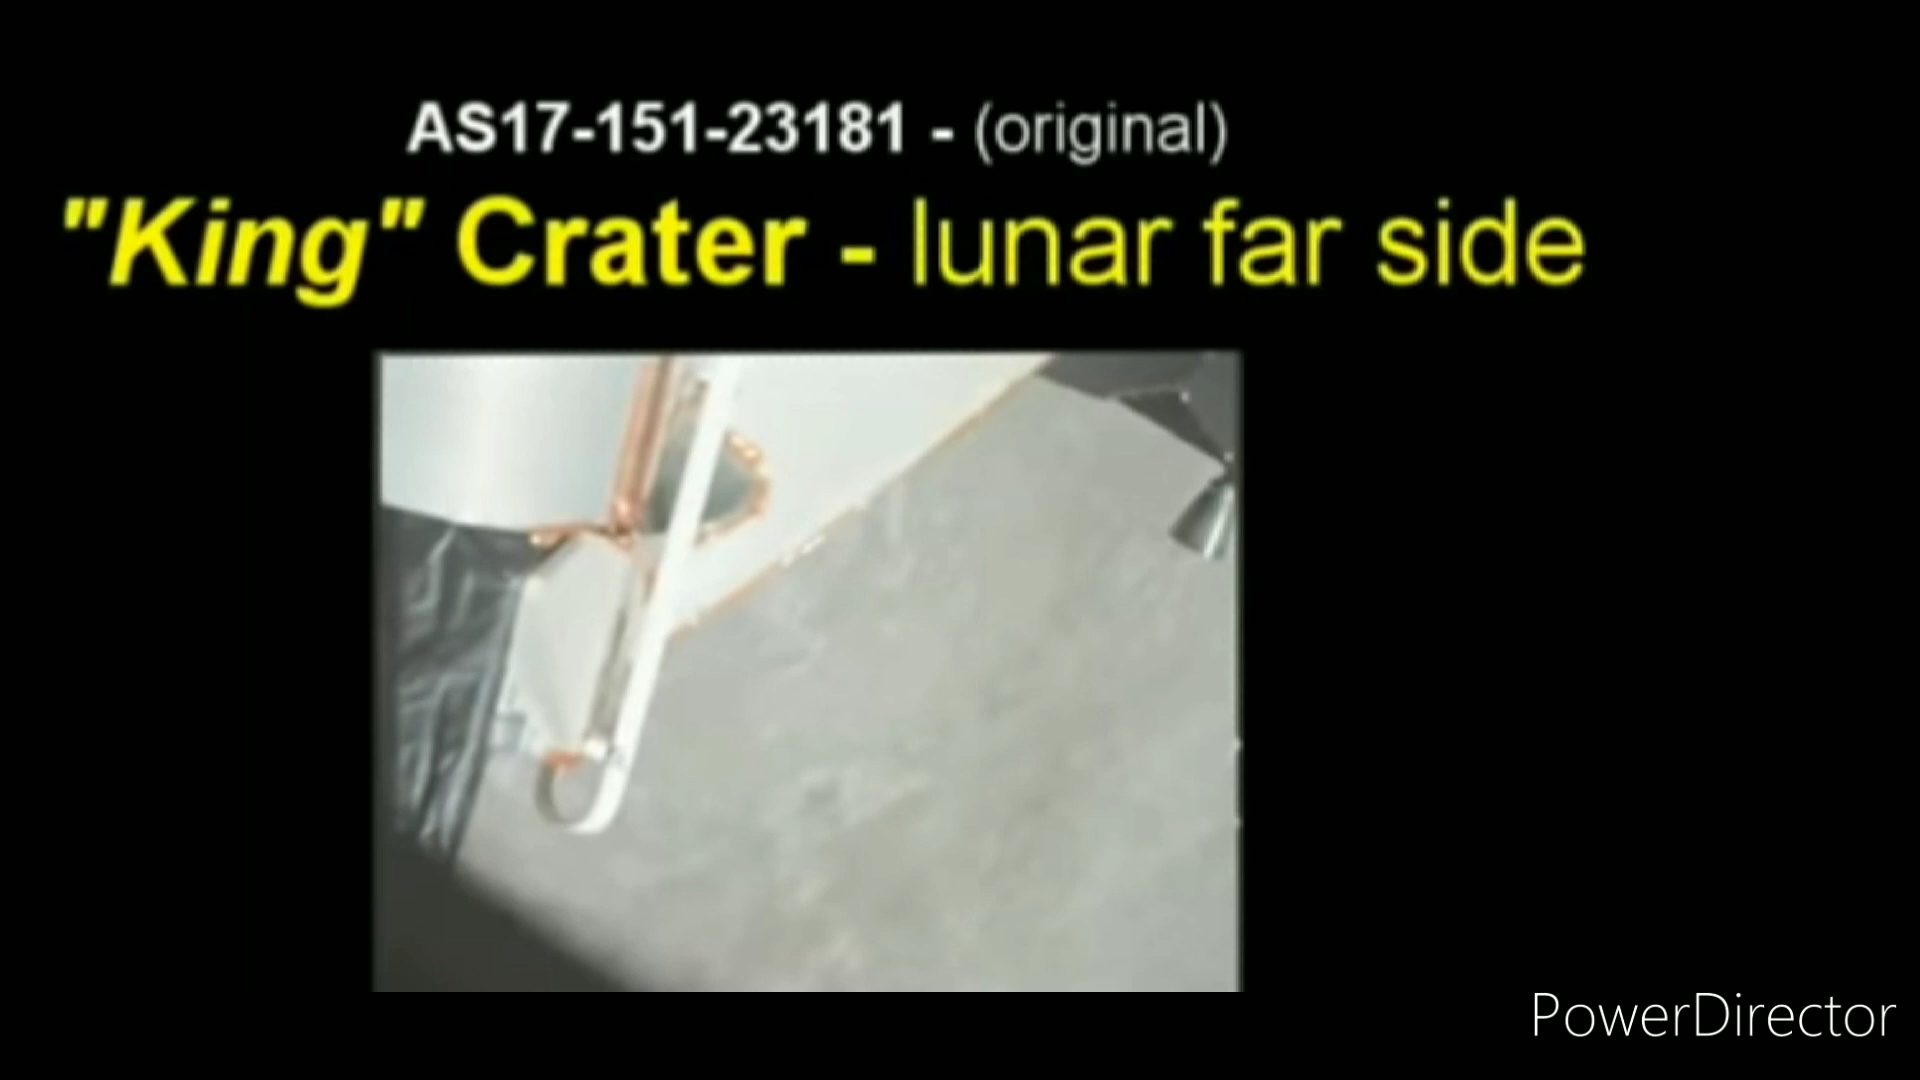 AS17-151-23181 - (original)
"King" Crater - lunar far side
PowerDirector